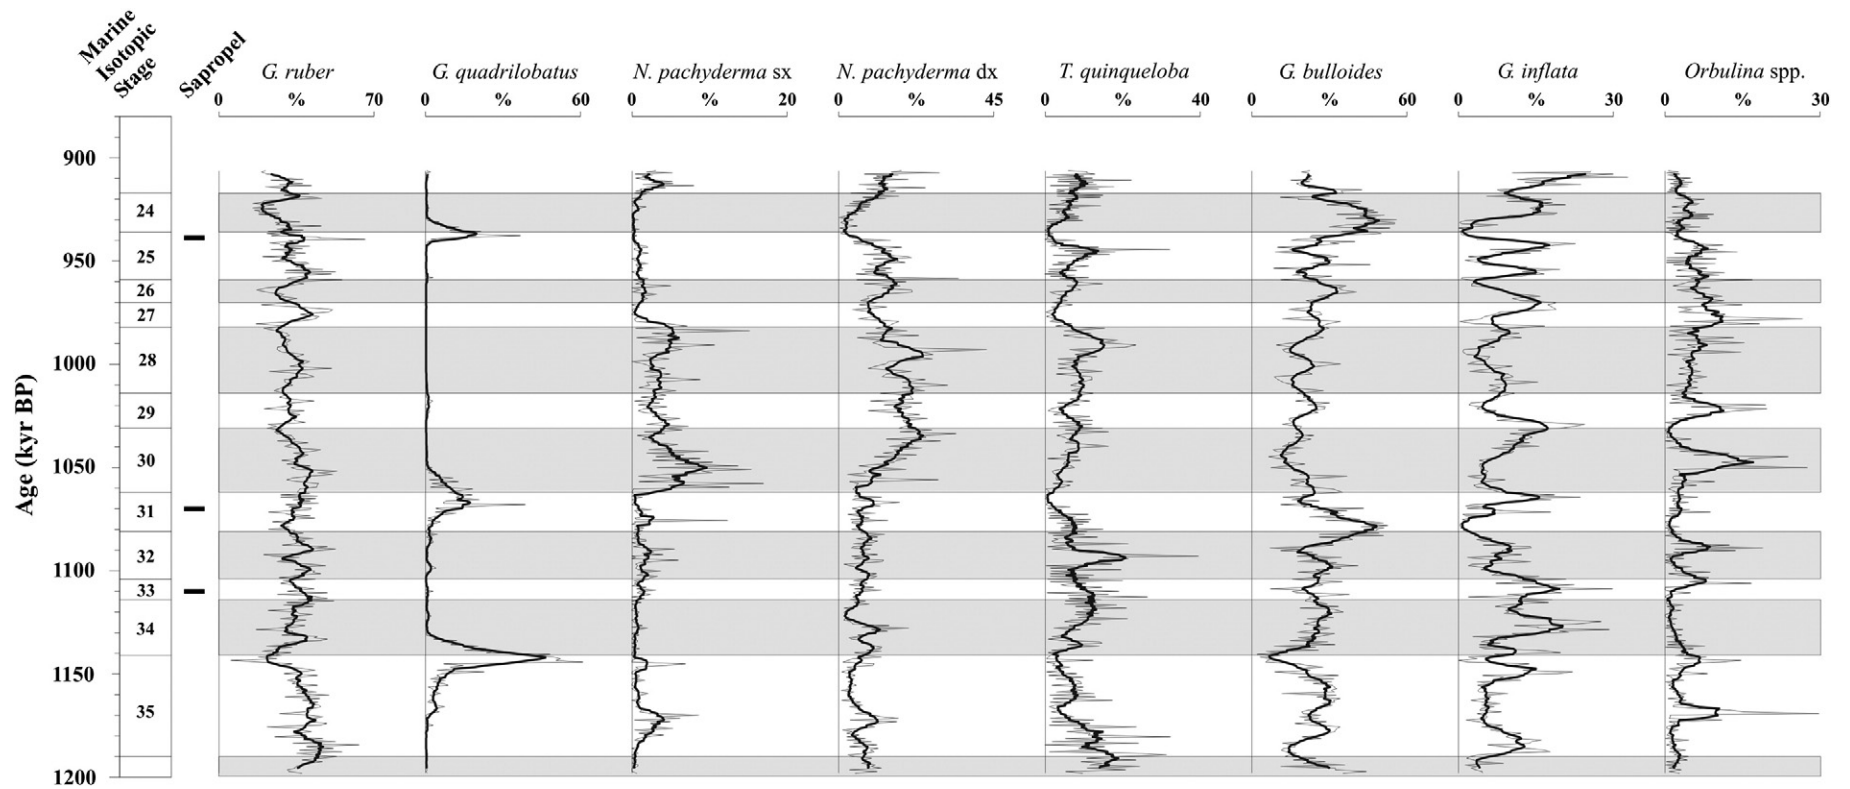 Marine
Isotopic
Stage
Sapropel
G. ruber
G. quadrilobatus
N. pachyderma sx
N. pachyderma dx
T. quinqueloba
G. bulloides
G. inflata
Orbulina spp.
0 % 70
0 % 60
0 % 20
0 % 45
0 % 40
0 % 60
0 % 30
0 % 30
Age (kyr BP)
900
950
1000
1050
1100
1150
1200
24
25
26
27
28
29
30
31
32
33
34
35